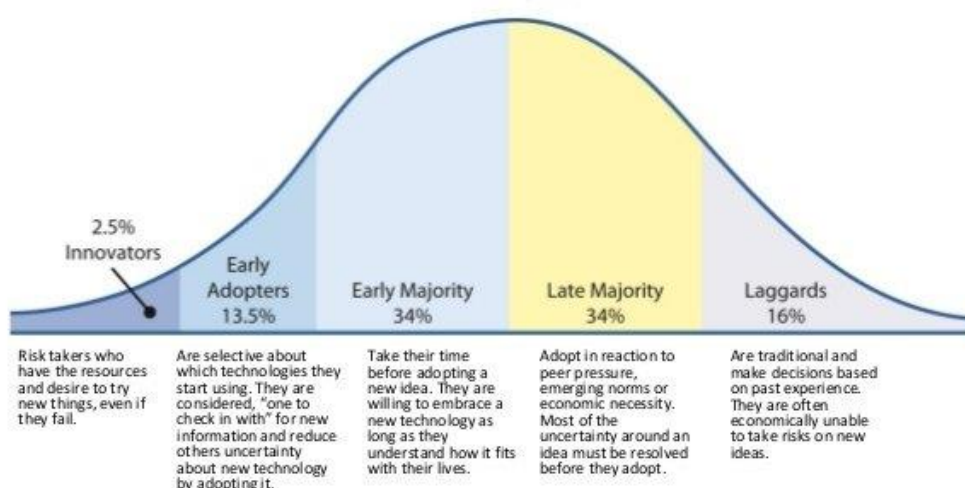 2.5%
Innovators
Early
Adopters
13.5%
Early Majority
34%
Late Majority
34%
Laggards
16%
Risk takers who
have the resources
and desire to try
new things, even if
they fail.
Are selective about
which technologies they
start using. They are
considered, “one to
check in with” for new
information and reduce
others uncertainty
about new technology
by adopting it.
Take their time
before adopting a
new idea. They are
willing to embrace a
new technology as
long as they
understand how it fits
with their lives.
Adopt in reaction to
peer pressure,
emerging norms or
economic necessity.
Most of the
uncertainty around an
idea must be resolved
before they adopt.
Are traditional and
make decisions based
on past experience.
They are often
economically unable
to take risks on new
ideas.